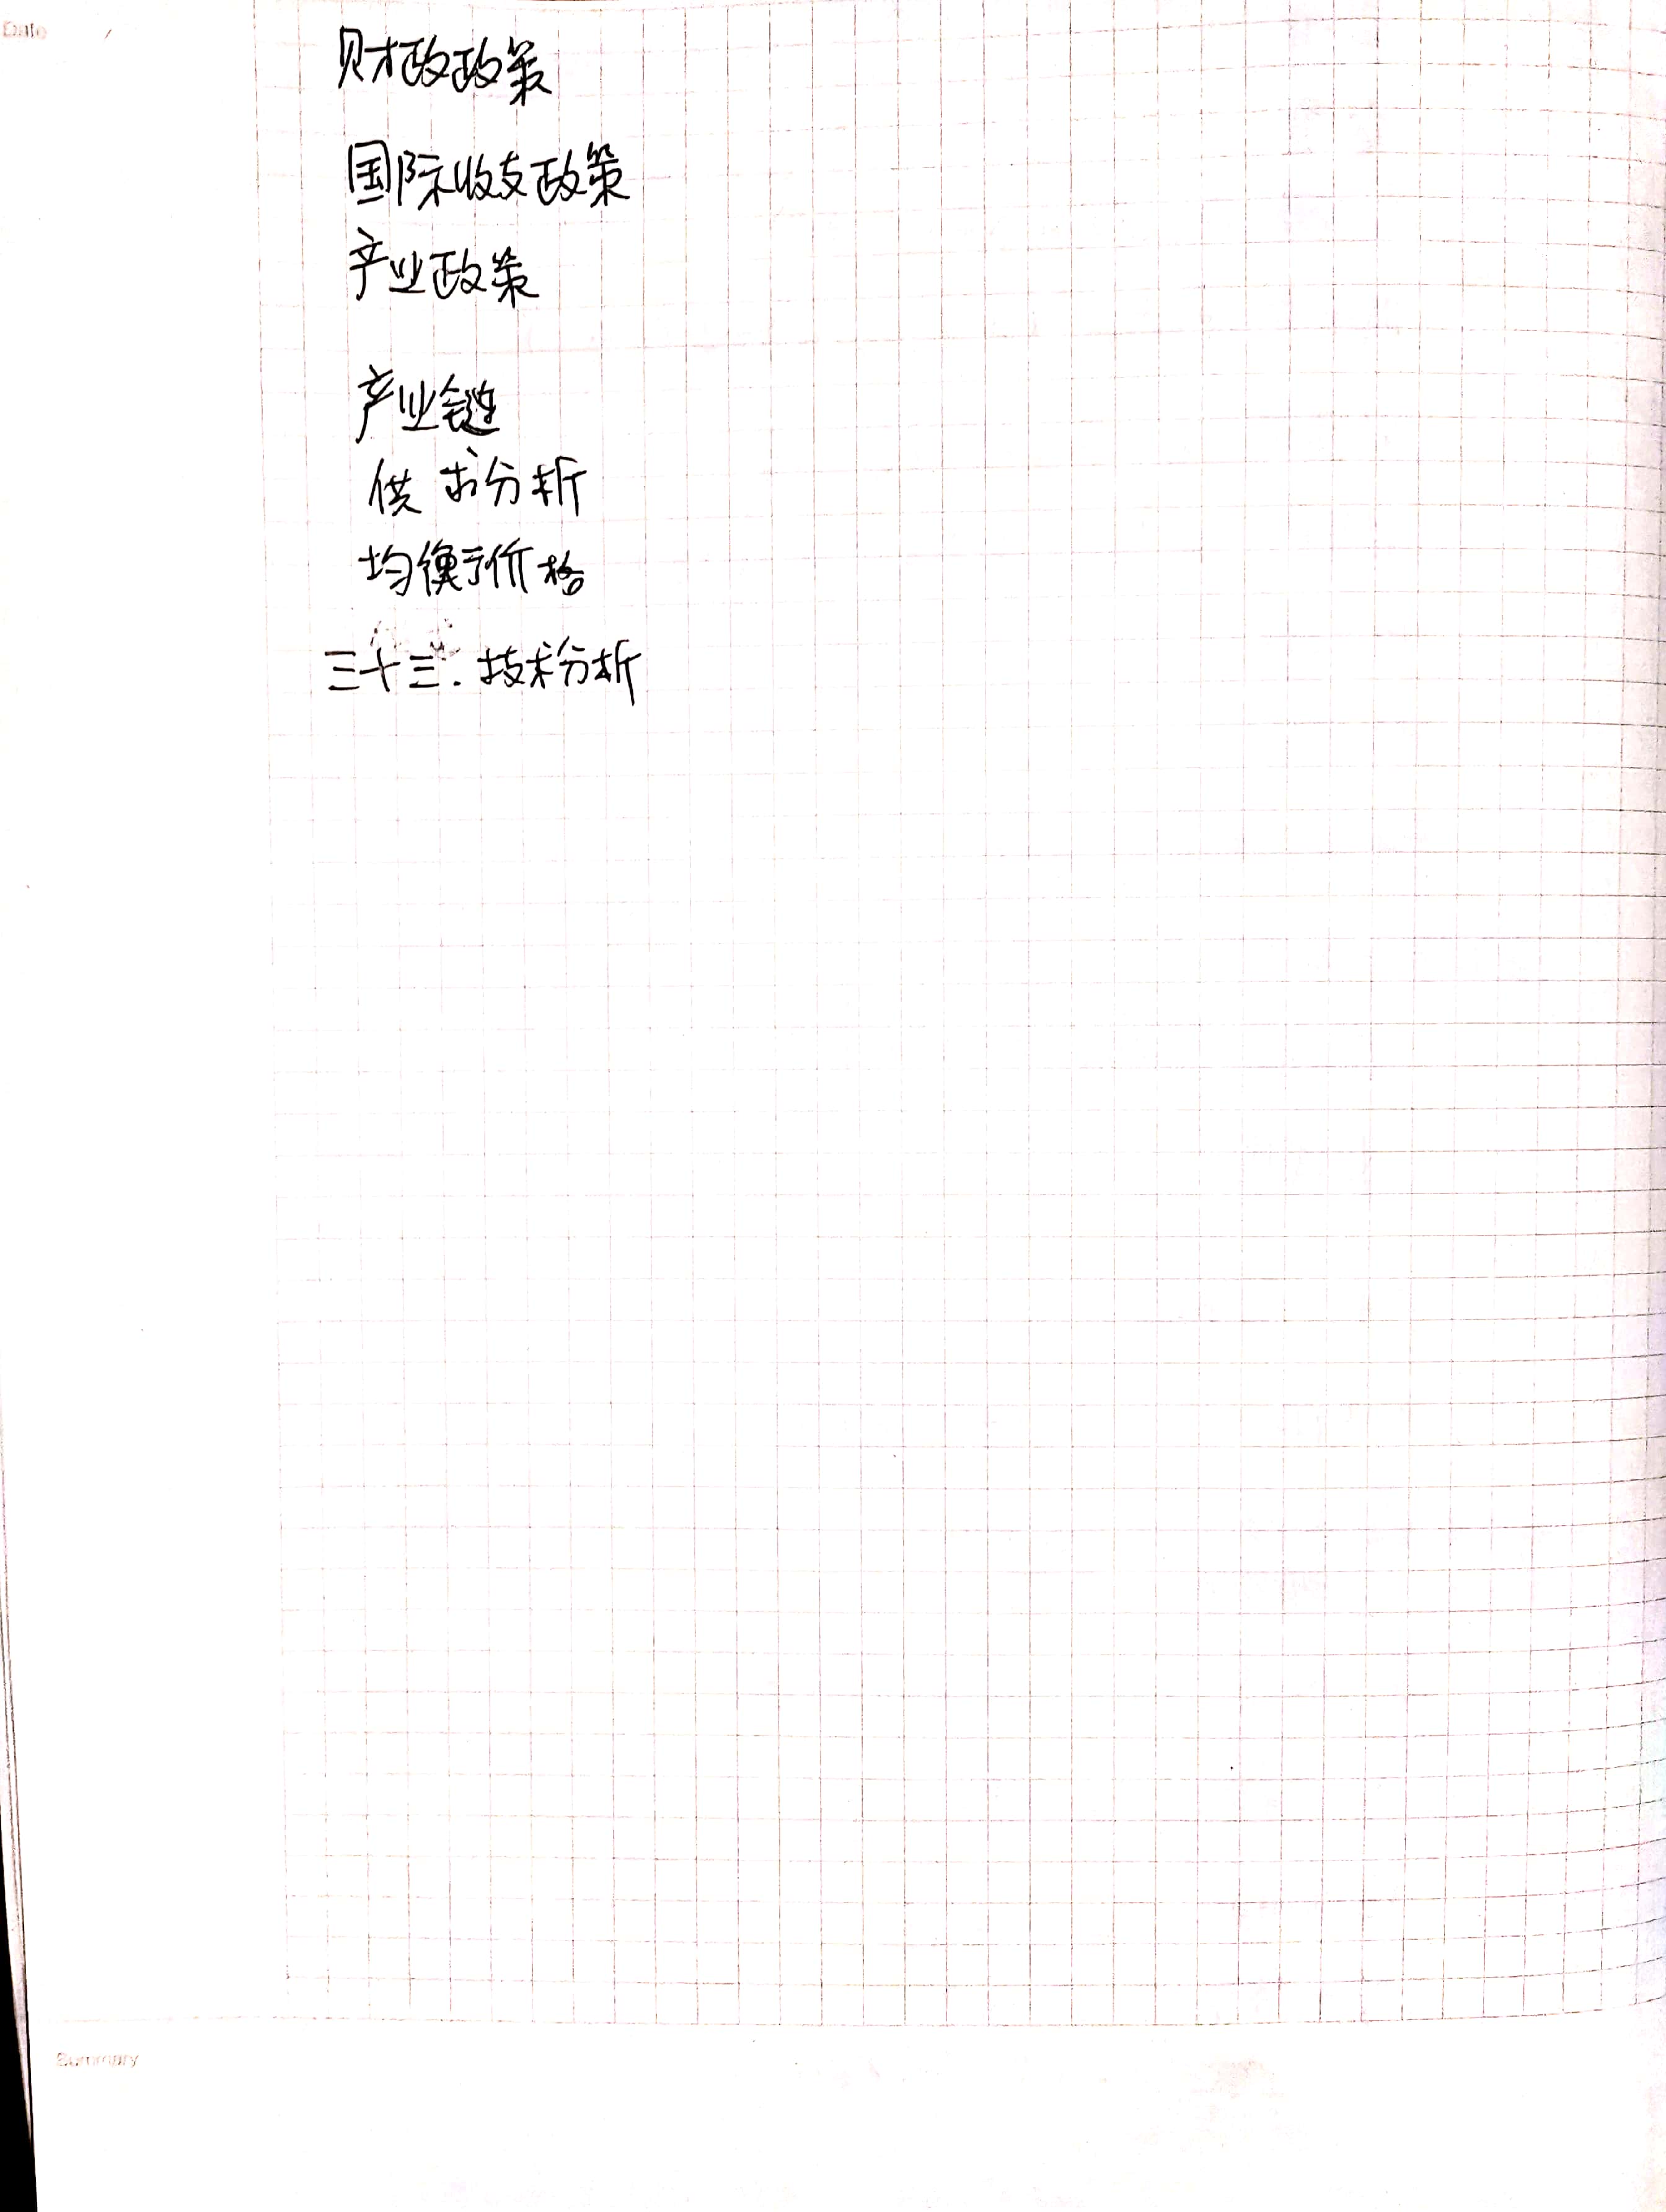 Date
财政政策
国际收支政策
产业政策
产业链
供求分析
均衡价格
三十三. 技术分析
Summary